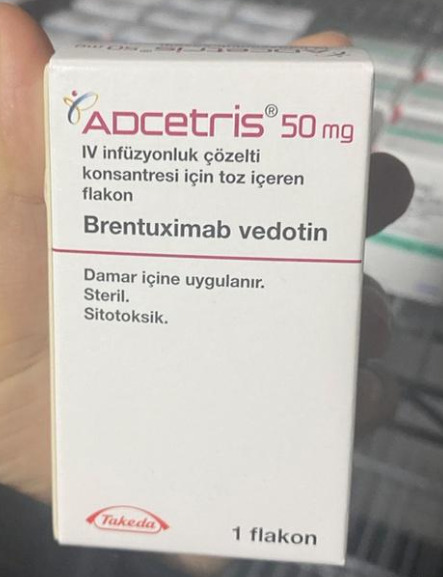 ADCETRIS® 50 mg
IV infüzyonluk çözelti
konsantresi için toz içeren
flakon
Brentuximab vedotin
Damar içine uygulanır.
Steril.
Sitotoksik.
Takeda
1 flakon